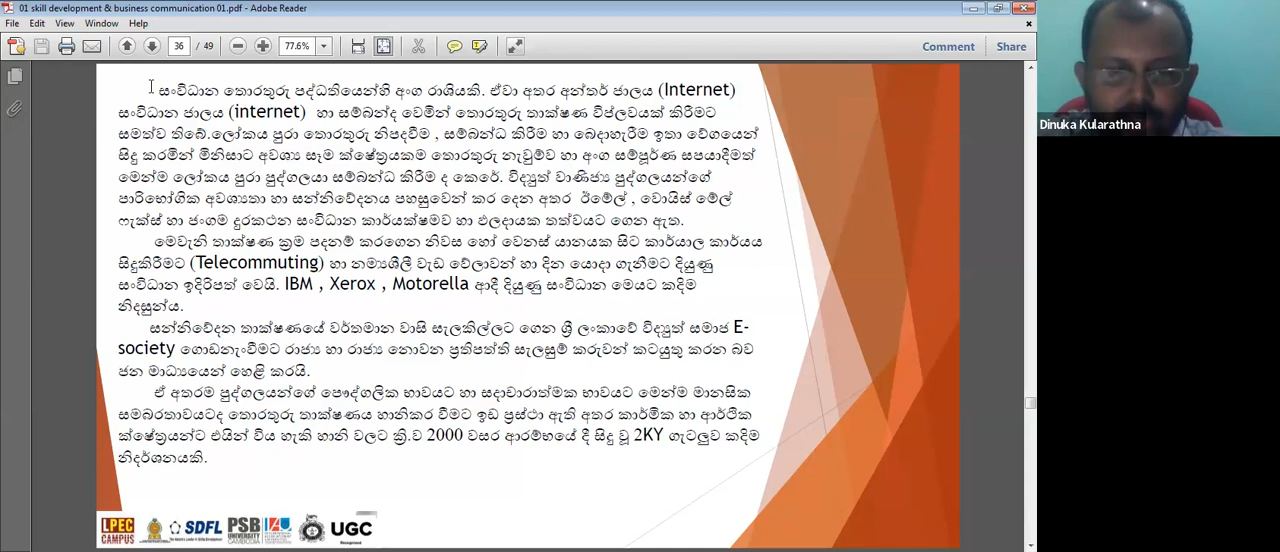 01 skill development & business communication 01.pdf - Adobe Reader
File Edit View Window Help
36 / 49 77.6% Comment Share
සංවිධාන තොරතුරු පද්ධතියෙන්හි අංග රාශියකි. ඒවා අතර අන්තර් ජාලය (Internet)
සංවිධාන ජාලය (internet) හා සම්බන්ද වෙමින් තොරතුරු තාක්ෂණ විප්ලවයක් කිරීමට
සමත්ව තිබේ.ලෝකය පුරා තොරතුරු නිපදවීම , සම්බන්ධ කිරීම හා බෙදාහැරීම ඉතා වේගයෙන්
සිදු කරමින් මිනිසාට අවශ්‍ය සෑම ක්ෂේත්‍රයකම තොරතුරු නැවුම්ව හා අංග සම්පූර්ණ සපයාදීමත්
මෙන්ම ලෝකය පුරා පුද්ගලයා සම්බන්ධ කිරීම ද කෙරේ. විද්‍යුත් වාණිජ්‍ය පුද්ගලයන්ගේ
පාරිභෝගික අවශ්‍යතා හා සන්නිවේදනය පහසුවෙන් කර දෙන අතර ඊමේල් , වොයිස් මේල්
ෆැක්ස් හා ජංගම දුරකථන සංවිධාන කාර්යක්ෂමව හා ඵලදායක තත්වයට ගෙන ඇත.
මෙවැනි තාක්ෂණ ක්‍රම පදනම් කරගෙන නිවස හෝ වෙනස් යානයක සිට කාර්යාල කාර්යය
සිදුකිරීමට (Telecommuting) හා නම්‍යශීලී වැඩ වේලාවන් හා දින යොදා ගැනීමට දියුණු
සංවිධාන ඉදිරිපත් වෙයි. IBM , Xerox , Motorella ආදී දියුණු සංවිධාන මෙයට කදිම
නිදසුන්ය.
සන්නිවේදන තාක්ෂණයේ වර්තමාන වාසි සැලකිල්ලට ගෙන ශ්‍රී ලංකාවේ විද්‍යුත් සමාජ E-
society ගොඩනැංවීමට රාජ්‍ය හා රාජ්‍ය නොවන ප්‍රතිපත්ති සැලසුම් කරුවන් කටයුතු කරන බව
ජන මාධ්‍යයෙන් හෙළි කරයි.
ඒ අතරම පුද්ගලයන්ගේ පෞද්ගලික භාවයට හා සදාචාරාත්මක භාවයට මෙන්ම මානසික
සමබරතාවයටද තොරතුරු තාක්ෂණය හානිකර වීමට ඉඩ ප්‍රස්ථා ඇති අතර කාර්මික හා ආර්ථික
ක්ෂේත්‍රයන්ට එයින් විය හැකි හානි වලට ක්‍රි.ව 2000 වසර ආරම්භයේ දී සිදු වූ 2KY ගැටලුව කදිම
නිදර්ශනයකි.
LPEC CAMPUS SDFL PSB UNIVERSITY CAMBODIA UGC
Dinuka Kularathna